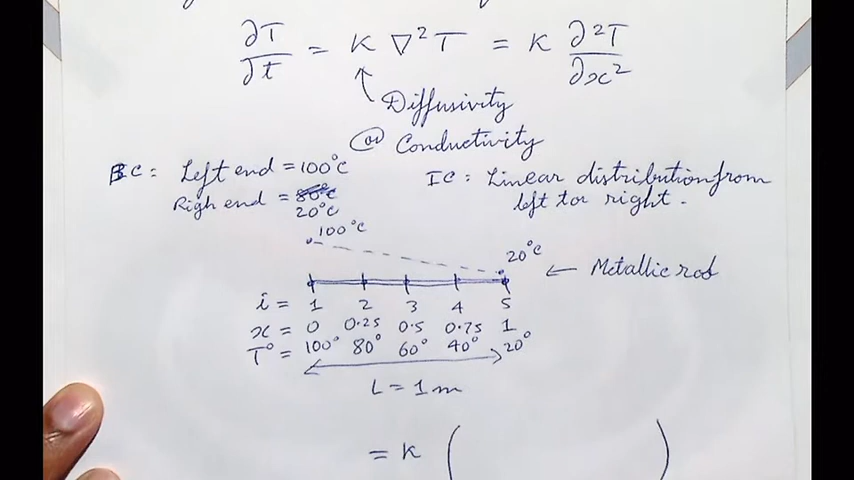 ∂T/∂t = K ∇²T = K ∂²T/∂x²
Diffusivity
(or) Conductivity
BC: Left end = 100°C
Righ end = 80°C
20°C
IC: Linear distribution from
left tor right.
100°C
20°C
← Metallic rod
i = 1 2 3 4 5
x = 0 0.25 0.5 0.75 1
T° = 100° 80° 60° 40° 20°
L = 1m
= K ( )